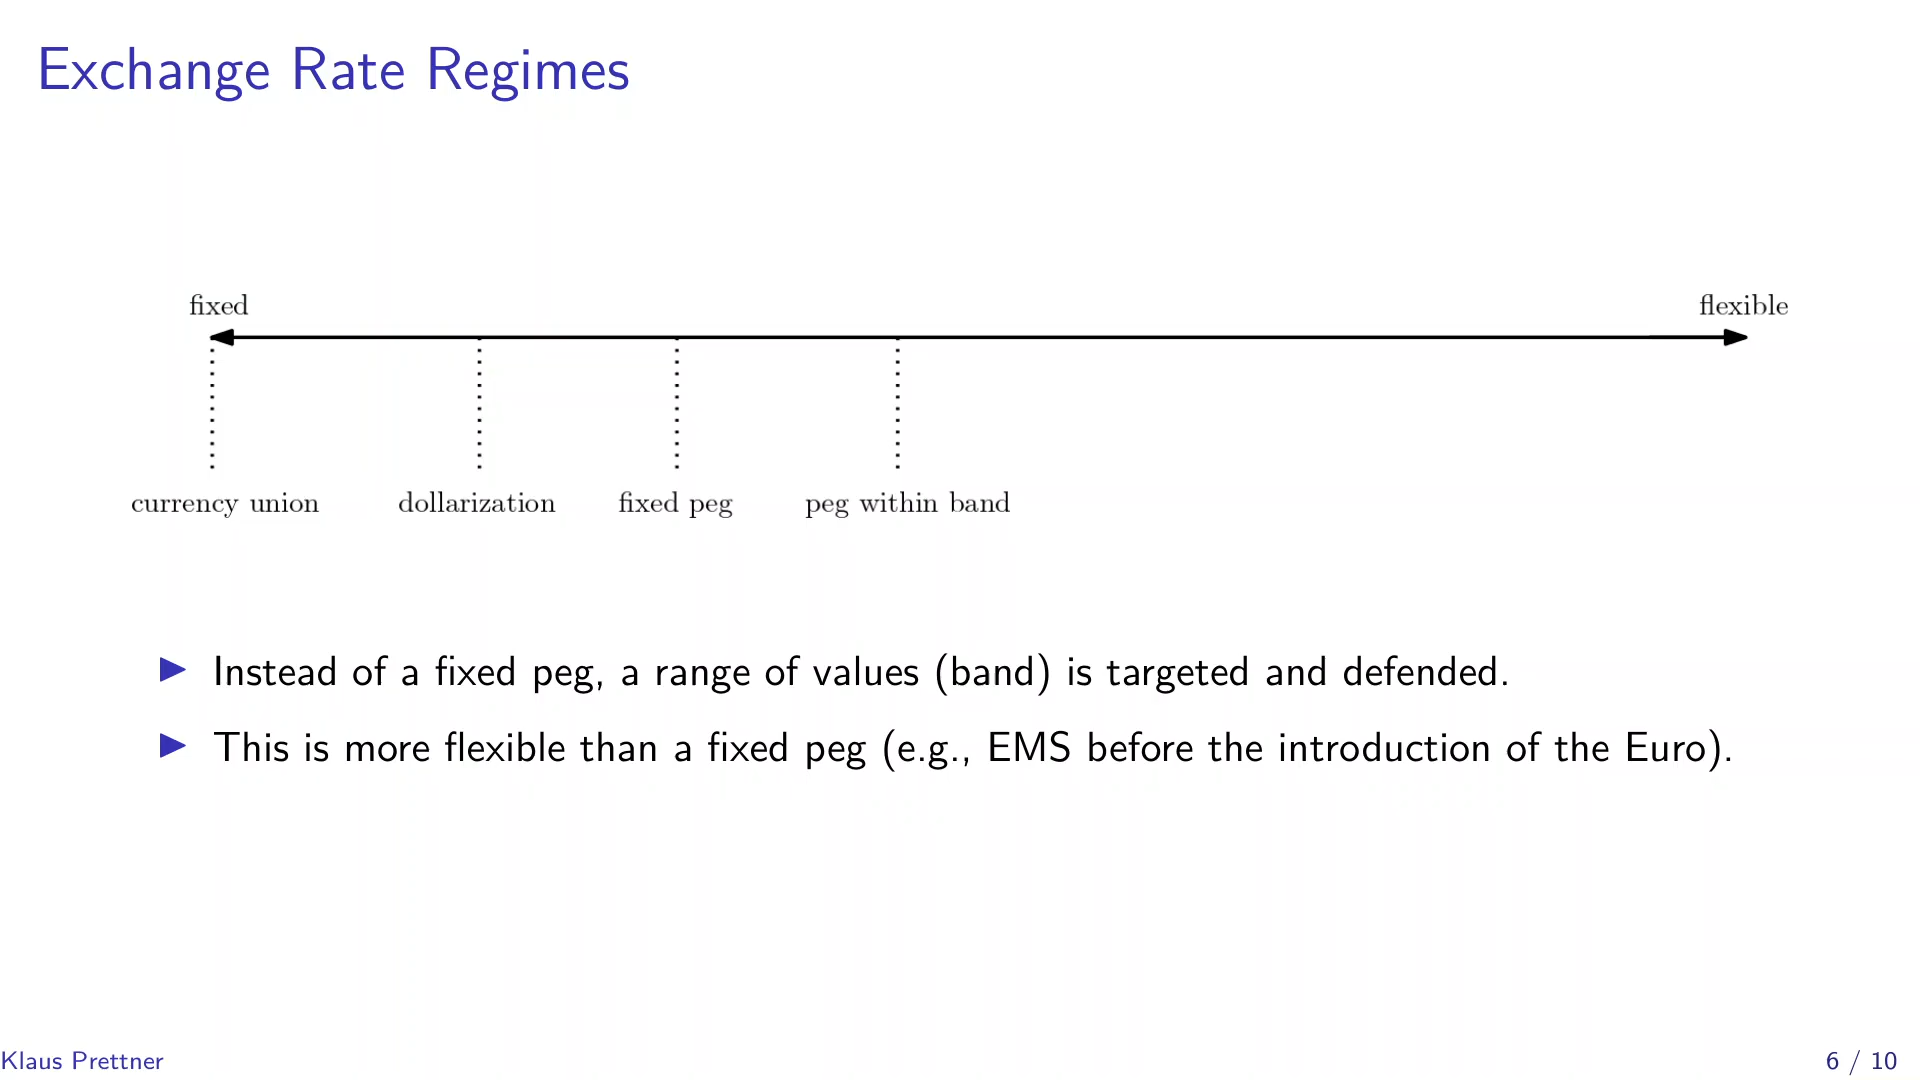 Exchange Rate Regimes
fixed flexible
currency union dollarization fixed peg peg within band
Instead of a fixed peg, a range of values (band) is targeted and defended.
This is more flexible than a fixed peg (e.g., EMS before the introduction of the Euro).
Klaus Prettner 6 / 10